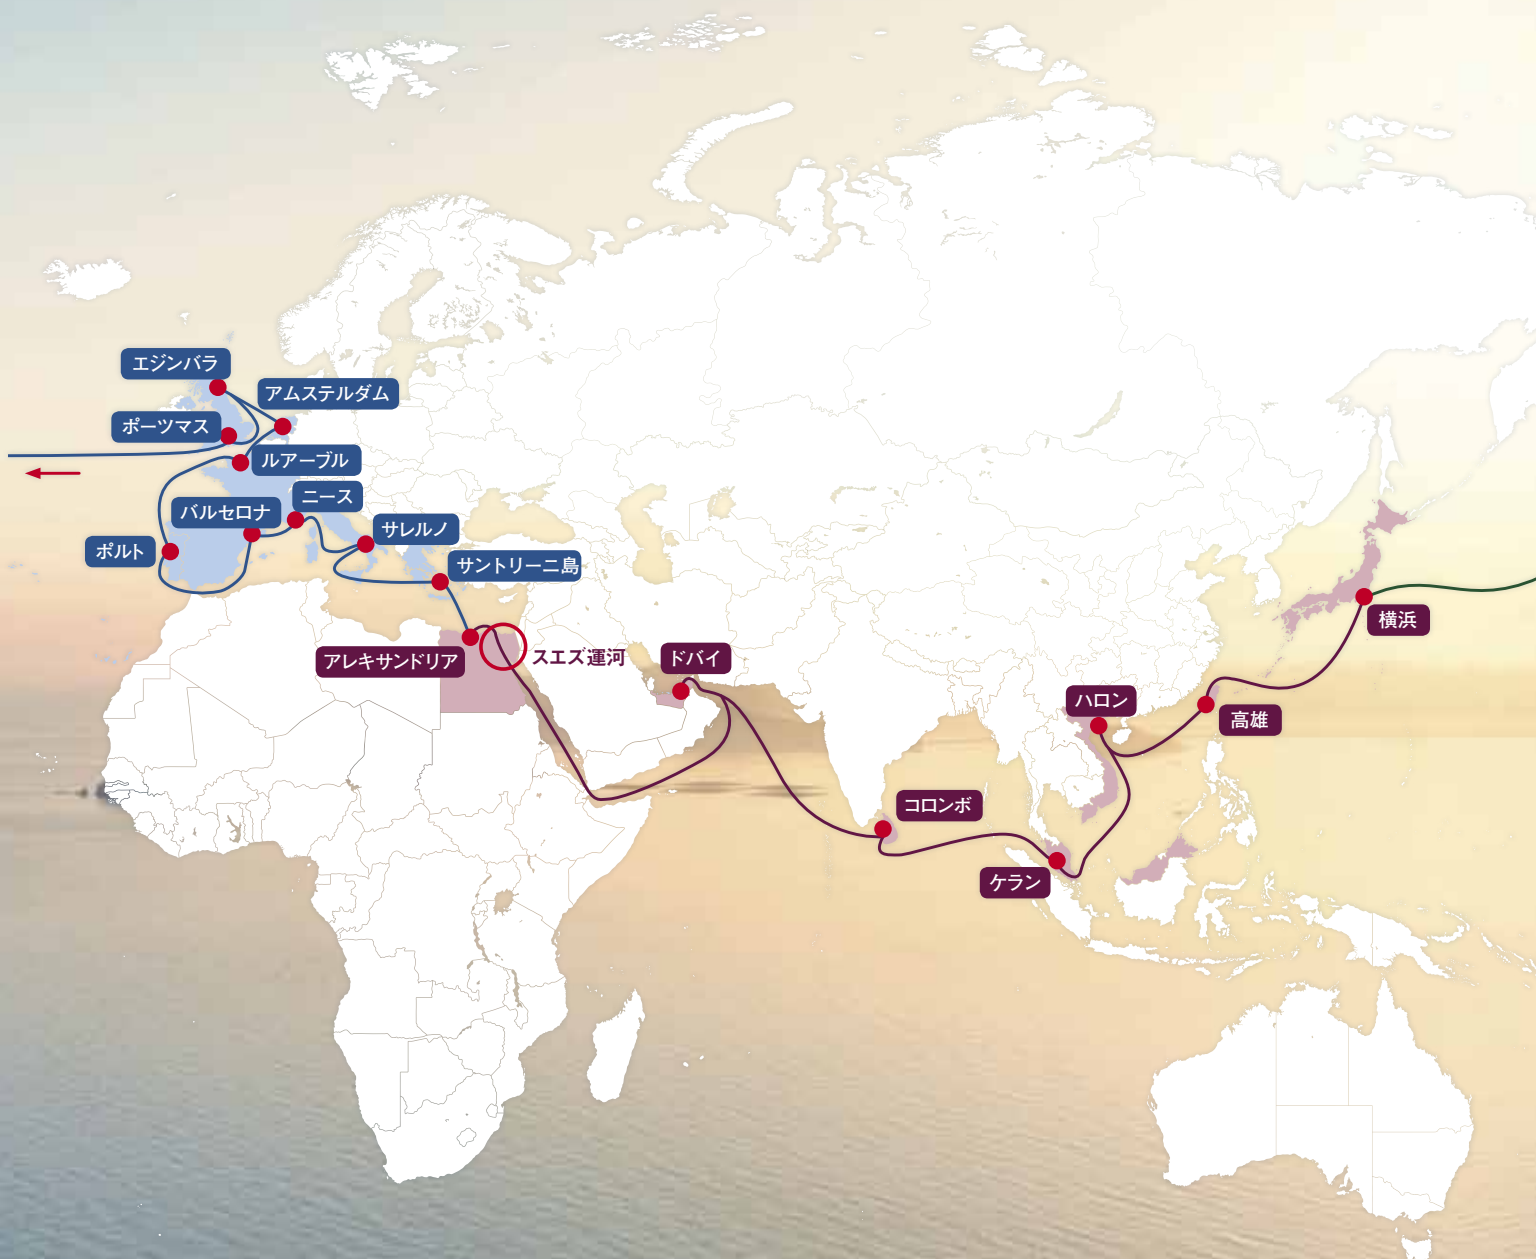 エジンバラ
アムステルダム
ポーツマス
ルアーブル
ニース
バルセロナ
サレルノ
ポルト
サントリーニ島
横浜
アレキサンドリア
スエズ運河
ドバイ
ハロン
高雄
コロンボ
ケラン